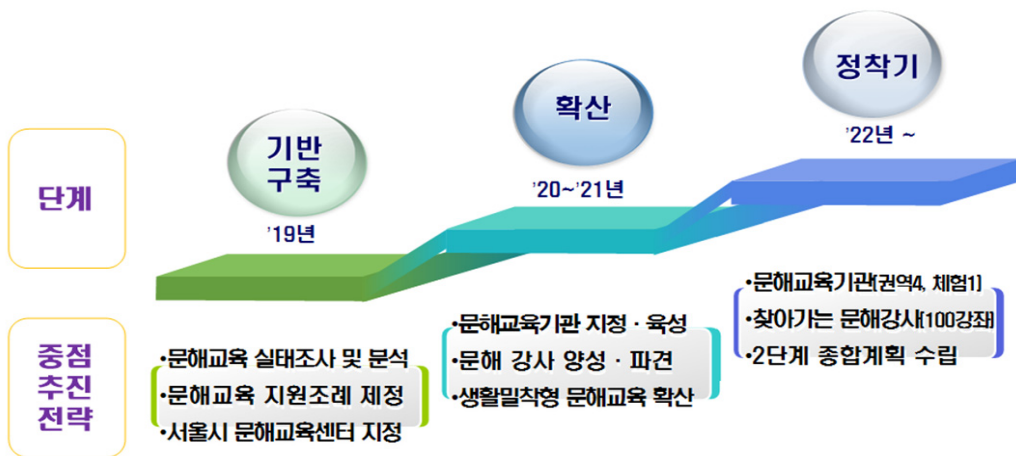 단계
기반
구축
'19년
확산
'20~'21년
정착기
'22년 ~
중점
추진
전략
•문해교육 실태조사 및 분석
•문해교육 지원조례 제정
•서울시 문해교육센터 지정
•문해교육기관 지정 · 육성
•문해 강사 양성 · 파견
•생활밀착형 문해교육 확산
•문해교육기관[권역4, 체험1]
•찾아가는 문해강사[100강좌]
•2단계 종합계획 수립